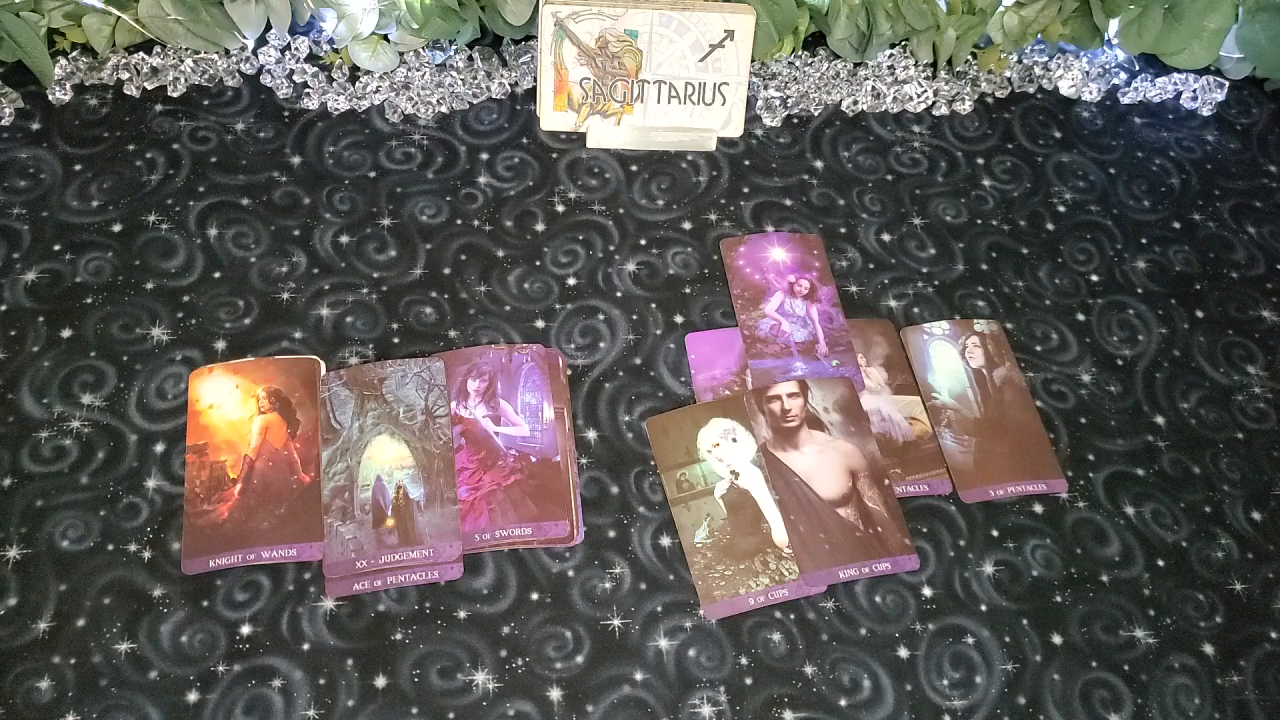 SAGITTARIUS
KNIGHT OF WANDS
XX - JUDGEMENT
ACE OF PENTACLES
5 OF SWORDS
9 OF CUPS
KING OF CUPS
NTACLES
3 OF PENTACLES